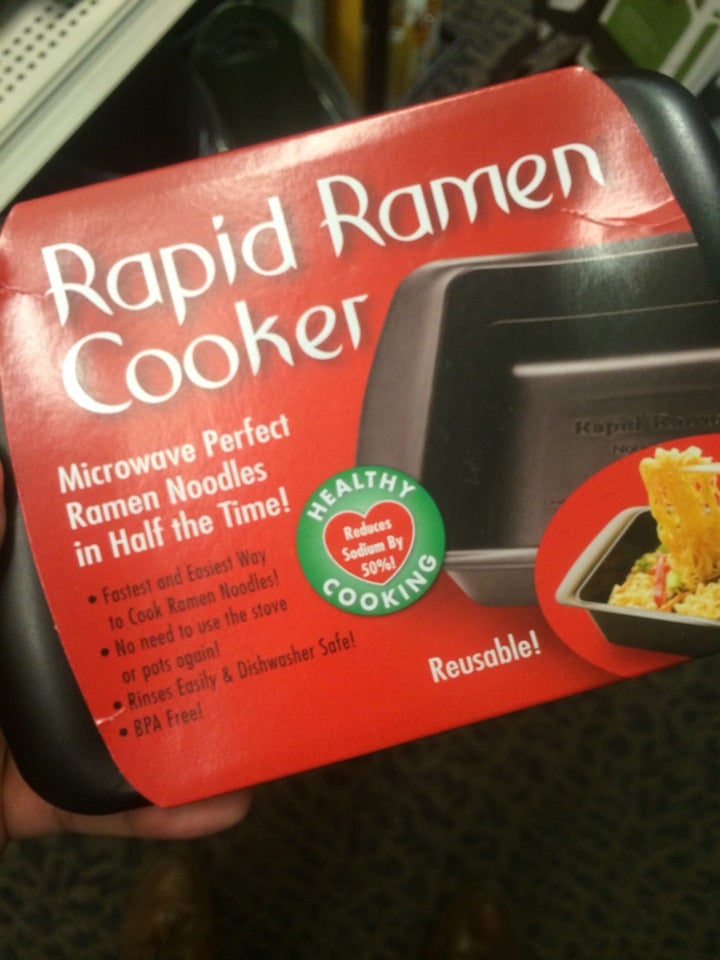 Rapid Ramen
Cooker
Microwave Perfect
Ramen Noodles
in Half the Time!
• Fastest and Easiest Way
to Cook Ramen Noodles!
• No need to use the stove
or pots again!
• Rinses Easily & Dishwasher Safe!
• BPA Free!
HEALTHY
Reduces
Sodium By
50%!
COOKING
Reusable!
Rapid